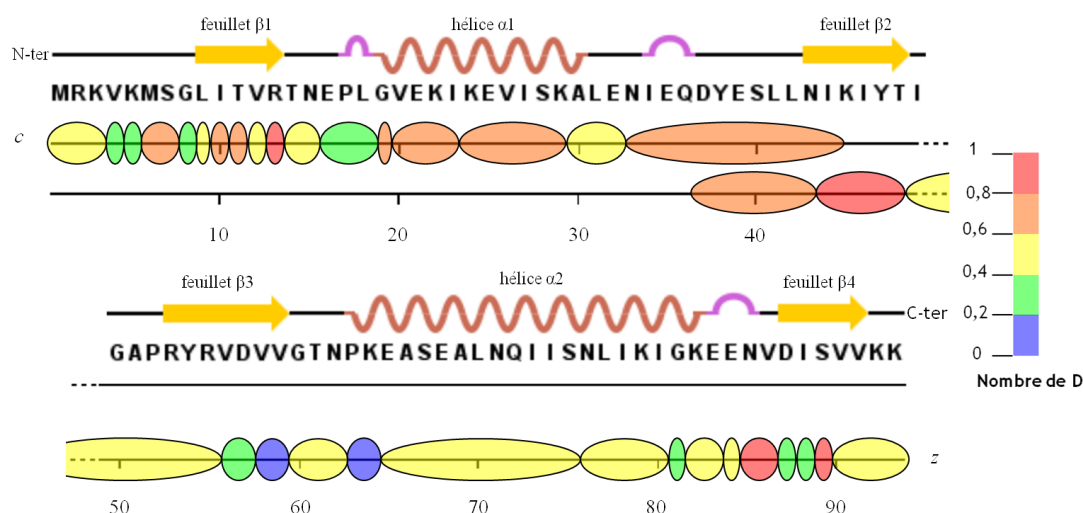 feuillet β1 hélice α1 feuillet β2
N-ter
MRKVKMSGLITVRTNEPLGVEKIKEVISKALENIEQDYESLLNIKIYTI
c
1
0,8
0,6
0,4
0,2
0
Nombre de D
10 20 30 40
feuillet β3 hélice α2 feuillet β4
C-ter
GAPRYRVDVVGTNPKEASEALNQIISNLIKIGKEENVDISVVKK
z
50 60 70 80 90